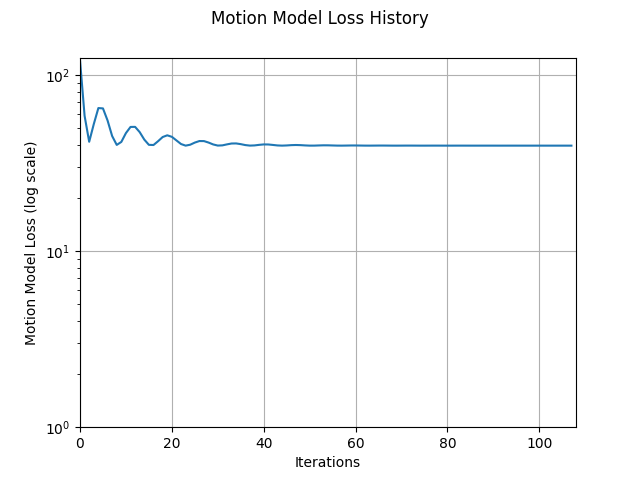 Motion Model Loss History
Motion Model Loss (log scale)
10²
10¹
10⁰
0 20 40 60 80 100
Iterations